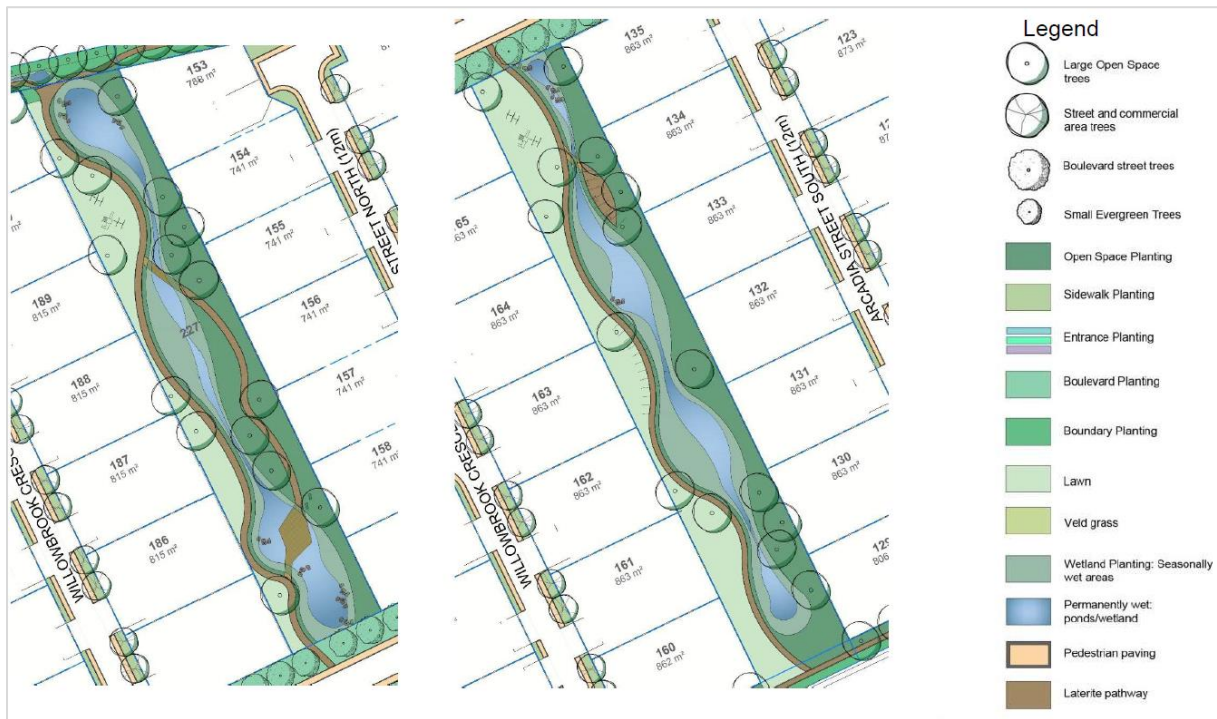 153
788 m²
154
741 m²
155
741 m²
156
741 m²
157
741 m²
158
741 m²
189
815 m²
188
815 m²
187
815 m²
186
815 m²
227
STREET NORTH (12m)
WILLOWBROOK CRESC
135
863 m²
134
863 m²
133
863 m²
132
863 m²
131
863 m²
130
863 m²
123
873 m²
164
863 m²
163
863 m²
162
863 m²
161
863 m²
160
862 m²
ARCADIA STREET SOUTH (12m)
WILLOWBROOK CRESC
Legend
Large Open Space
trees
Street and commercial
area trees
Boulevard street trees
Small Evergreen Trees
Open Space Planting
Sidewalk Planting
Entrance Planting
Boulevard Planting
Boundary Planting
Lawn
Veld grass
Wetland Planting: Seasonally
wet areas
Permanently wet:
ponds/wetland
Pedestrian paving
Laterite pathway